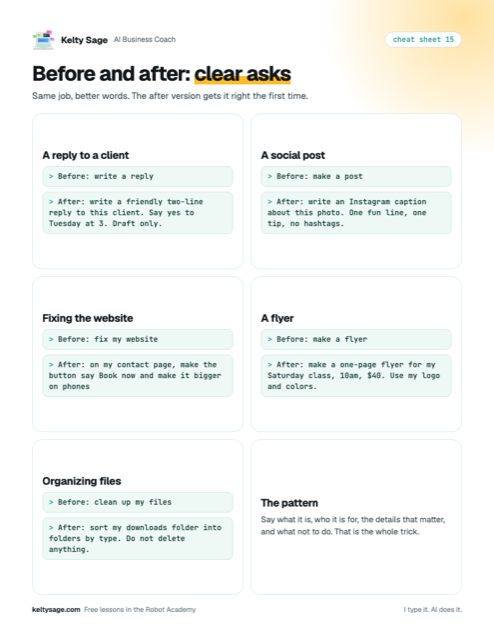 Kelty Sage AI Business Coach
cheat sheet 15
Before and after: clear asks
Same job, better words. The after version gets it right the first time.
A reply to a client
> Before: write a reply
> After: write a friendly two-line
reply to this client. Say yes to
Tuesday at 3. Draft only.
A social post
> Before: make a post
> After: write an Instagram caption
about this photo. One fun line, one
tip, no hashtags.
Fixing the website
> Before: fix my website
> After: on my contact page, make the
button say Book now and make it bigger
on phones
A flyer
> Before: make a flyer
> After: make a one-page flyer for my
Saturday class, 10am, $40. Use my logo
and colors.
Organizing files
> Before: clean up my files
> After: sort my downloads folder into
folders by type. Do not delete
anything.
The pattern
Say what it is, who it is for, the details that matter,
and what not to do. That is the whole trick.
keltysage.com Free lessons in the Robot Academy
I type it. AI does it.